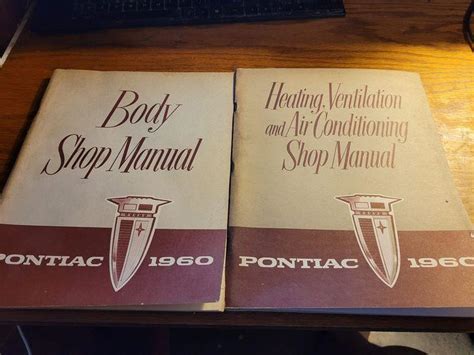 Body
Shop Manual
PONTIAC 1960
Heating, Ventilation
and Air Conditioning
Shop Manual
PONTIAC 1960